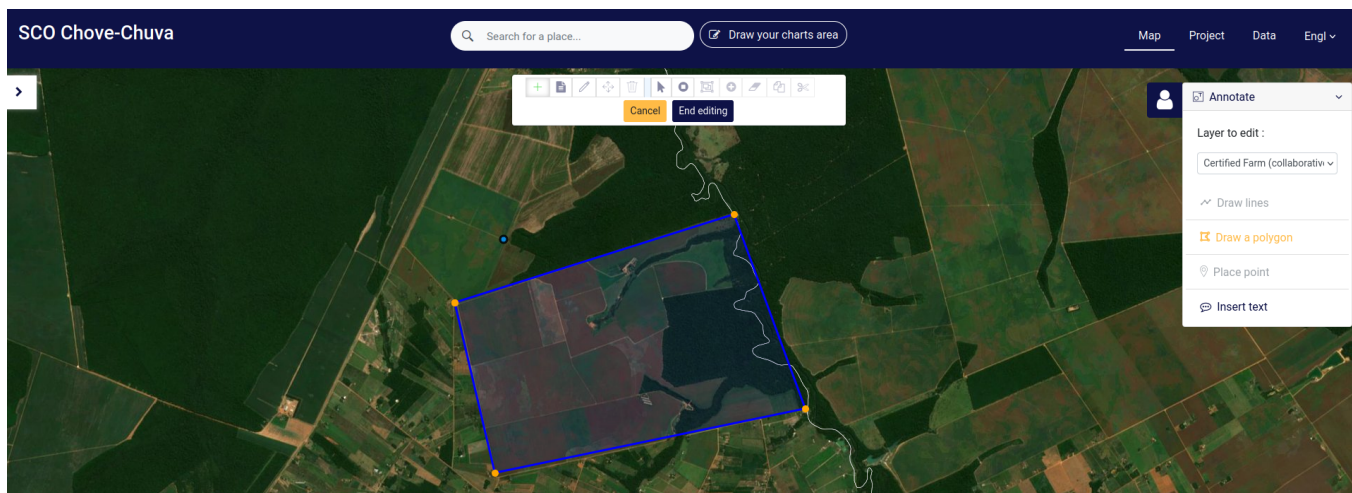 SCO Chove-Chuva
Search for a place...
Draw your charts area
Map
Project
Data
Engl
Cancel
End editing
Annotate
Layer to edit :
Certified Farm (collaborativ
Draw lines
Draw a polygon
Place point
Insert text